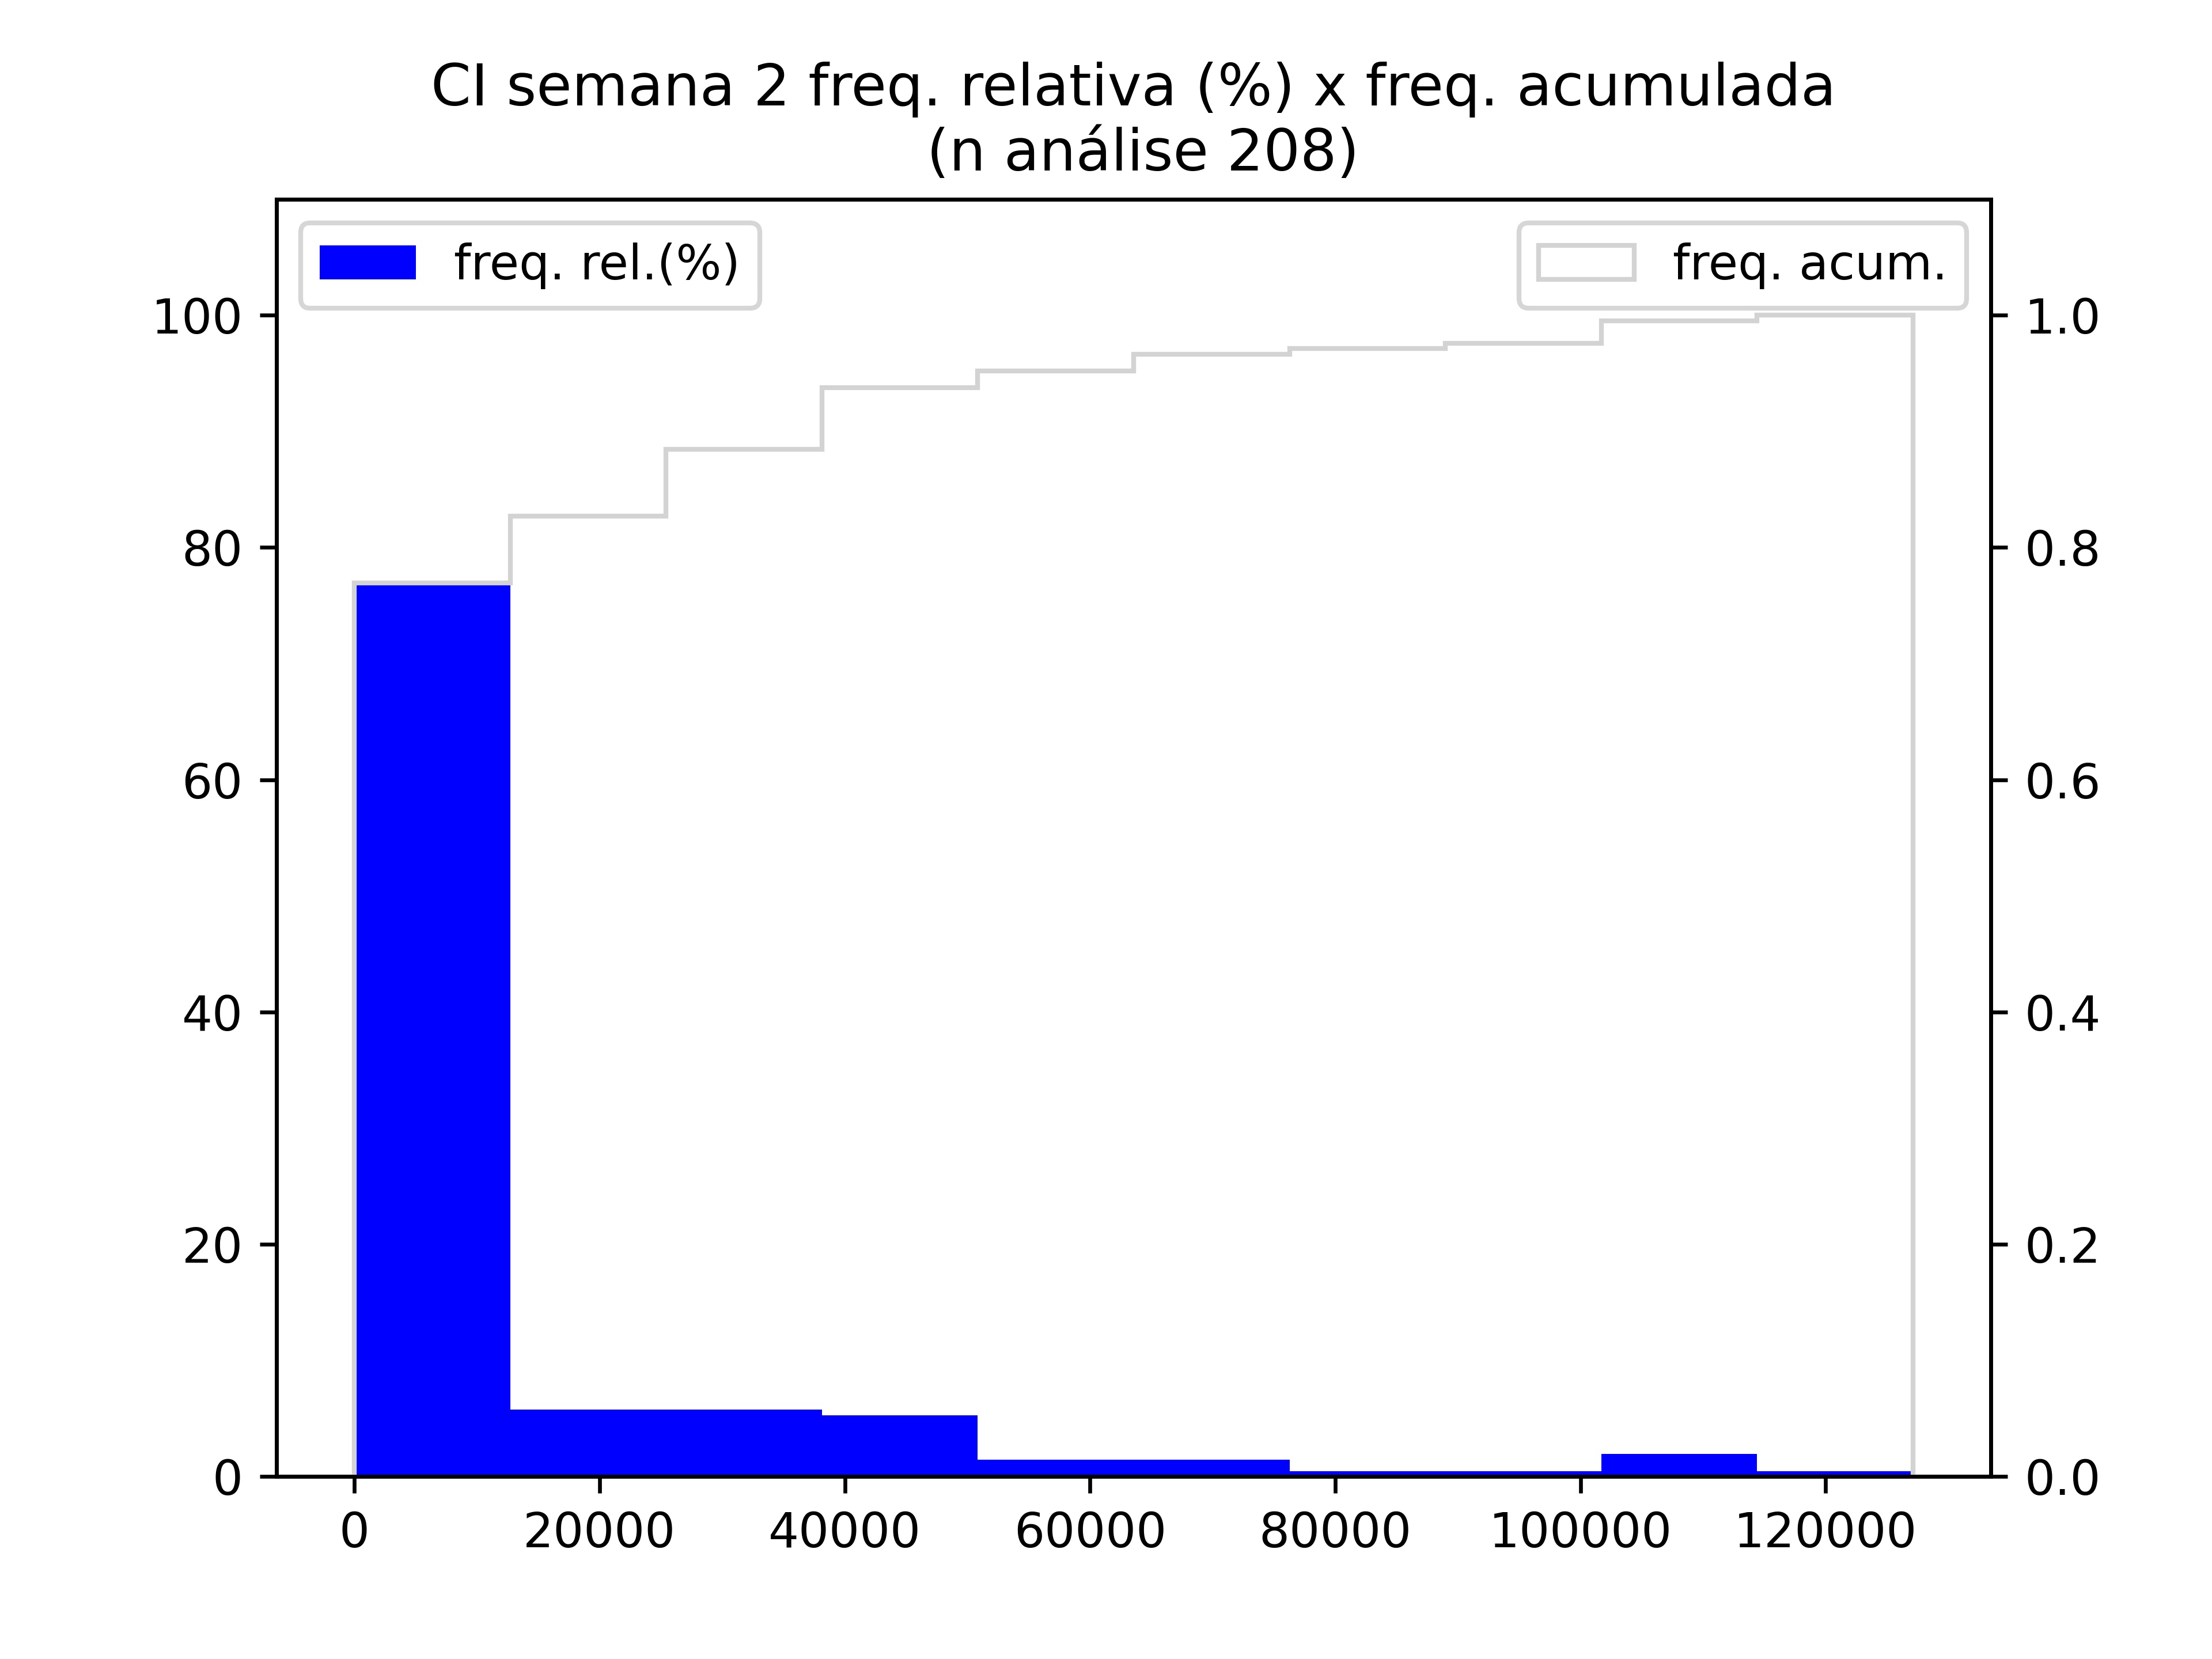 CI semana 2 freq. relativa (%) x freq. acumulada
(n análise 208)
freq. rel.(%)
freq. acum.
100
80
60
40
20
0
1.0
0.8
0.6
0.4
0.2
0.0
0 20000 40000 60000 80000 100000 120000